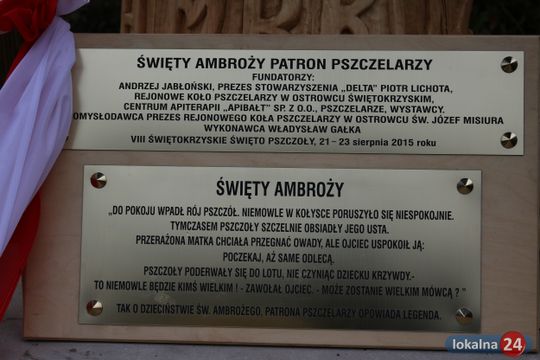 ŚWIĘTY AMBROŻY PATRON PSZCZELARZY
FUNDATORZY:
ANDRZEJ JABŁOŃSKI, PREZES STOWARZYSZENIA „DELTA” PIOTR LICHOTA,
REJONOWE KOŁO PSZCZELARZY W OSTROWCU ŚWIĘTOKRZYSKIM,
CENTRUM APITERAPII „APIBAŁT” SP. Z O.O., PSZCZELARZE, WYSTAWCY.
OMYSŁODAWCA PREZES REJONOWEGO KOŁA PSZCZELARZY W OSTROWCU ŚW. JÓZEF MISIURA
WYKONAWCA WŁADYSŁAW GAŁKA
VIII ŚWIĘTOKRZYSKIE ŚWIĘTO PSZCZOŁY, 21 – 23 sierpnia 2015 roku
ŚWIĘTY AMBROŻY
„DO POKOJU WPADŁ RÓJ PSZCZÓŁ. NIEMOWLE W KOŁYSCE PORUSZYŁO SIĘ NIESPOKOJNIE.
TYMCZASEM PSZCZOŁY SZCZELNIE OBSIADŁY JEGO USTA.
PRZERAŻONA MATKA CHCIAŁA PRZEGNAĆ OWADY, ALE OJCIEC USPOKOIŁ JĄ:
POCZEKAJ, AŻ SAME ODLECĄ.
PSZCZOŁY PODERWAŁY SIĘ DO LOTU, NIE CZYNIĄC DZIECKU KRZYWDY.-
TO NIEMOWLE BĘDZIE KIMŚ WIELKIM ! - ZAWOŁAŁ OJCIEC. - MOŻE ZOSTANIE WIELKIM MÓWCĄ ? ”
TAK O DZIECIŃSTWIE ŚW. AMBROŻEGO, PATRONA PSZCZELARZY OPOWIADA LEGENDA.
lokalna 24